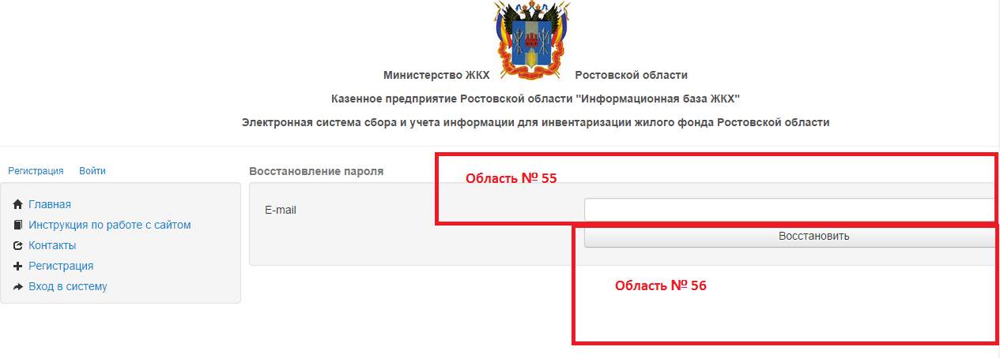 Министерство ЖКХ Ростовской области
Казенное предприятие Ростовской области "Информационная база ЖКХ"
Электронная система сбора и учета информации для инвентаризации жилого фонда Ростовской области
Регистрация Войти
Восстановление пароля
Область № 55
Главная
Инструкция по работе с сайтом
Контакты
Регистрация
Вход в систему
E-mail
Восстановить
Область № 56